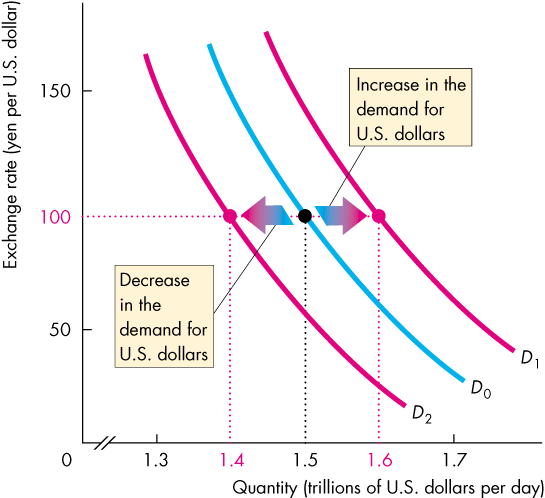 Exchange rate (yen per U.S. dollar)
150
100
50
0
Increase in the
demand for
U.S. dollars
Decrease
in the
demand for
U.S. dollars
D1
D0
D2
1.3
1.4
1.5
1.6
1.7
Quantity (trillions of U.S. dollars per day)